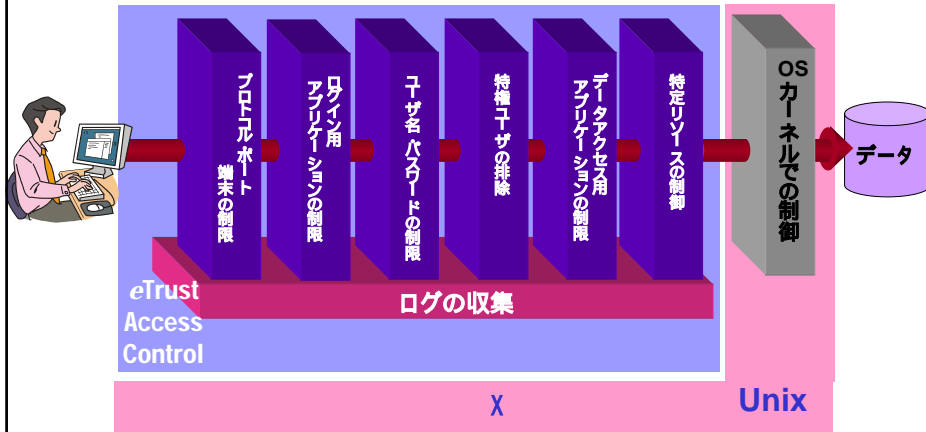 プロトコル・ポート
端末の制限
ログイン用
アプリケーションの制限
ユーザ名、パスワードの制限
特権ユーザの排除
データアクセス用
アプリケーションの制限
特定リソースの制御
OS
カーネルでの制御
データ
ログの収集
eTrust
Access
Control
X
Unix